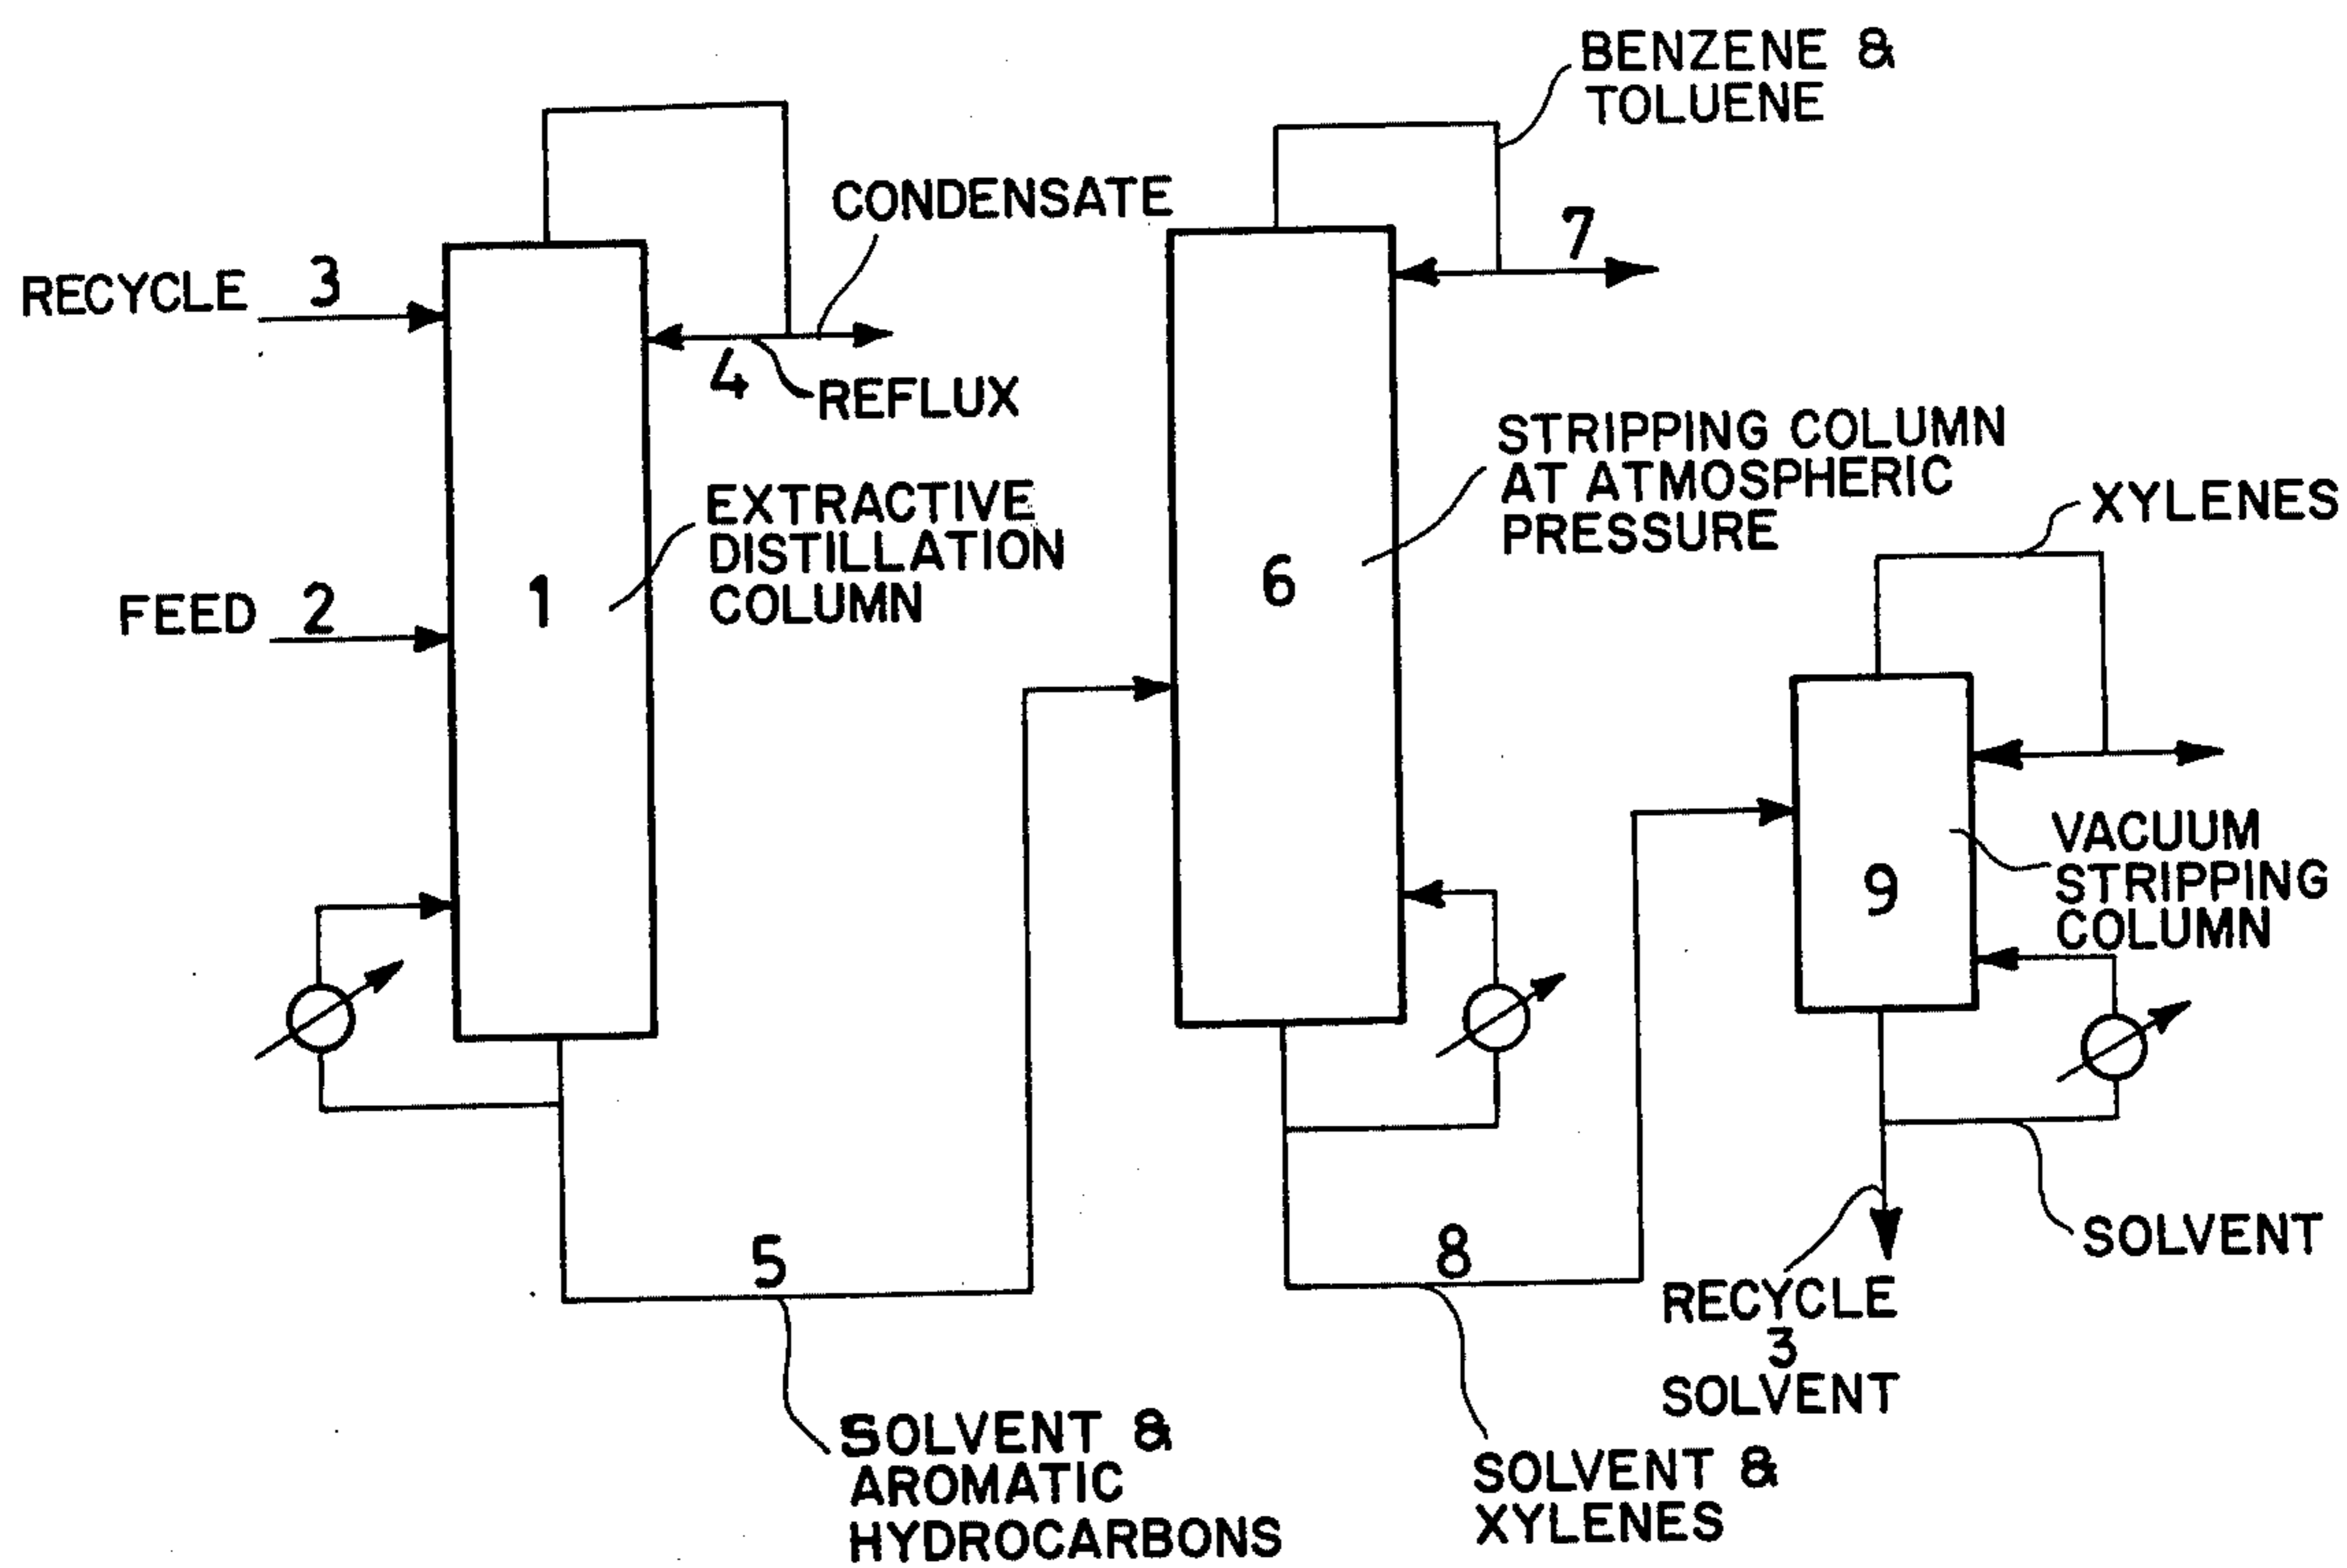 BENZENE &
TOLUENE
CONDENSATE
7
RECYCLE 3
4
REFLUX
STRIPPING COLUMN
AT ATMOSPHERIC
PRESSURE
XYLENES
EXTRACTIVE
DISTILLATION
COLUMN
1
6
FEED 2
VACUUM
STRIPPING
COLUMN
9
5
8
SOLVENT
RECYCLE
3
SOLVENT
SOLVENT &
AROMATIC
HYDROCARBONS
SOLVENT &
XYLENES